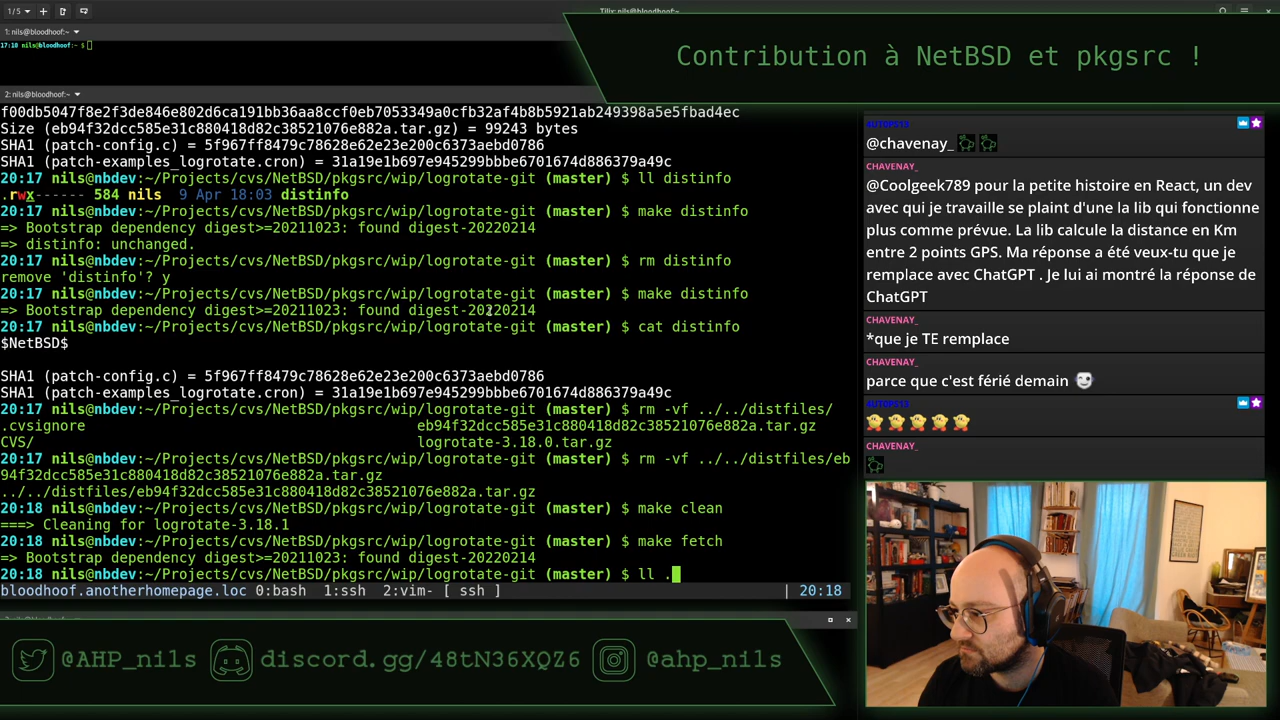 1 / 5
Tilix: nils@bloodhoof:~
1: nils@bloodhoof:~
17:18 nils@bloodhoof:~ $
Contribution à NetBSD et pkgsrc !
2: nils@bloodhoof:~
f00db5047f8e2f3de846e802d6ca191bb36aa8ccf0eb7053349a0cfb32af4b8b5921ab249398a5e5fbad4ec
Size (eb94f32dcc585e31c880418d82c38521076e882a.tar.gz) = 99243 bytes
SHA1 (patch-config.c) = 5f967ff8479c78628e62e23e200c6373aebd0786
SHA1 (patch-examples_logrotate.cron) = 31a19e1b697e945299bbbe6701674d886379a49c
20:17 nils@nbdev:~/Projects/cvs/NetBSD/pkgsrc/wip/logrotate-git (master) $ ll distinfo
.rwx------ 584 nils  9 Apr 18:03 distinfo
20:17 nils@nbdev:~/Projects/cvs/NetBSD/pkgsrc/wip/logrotate-git (master) $ make distinfo
=> Bootstrap dependency digest>=20211023: found digest-20220214
=> distinfo: unchanged.
20:17 nils@nbdev:~/Projects/cvs/NetBSD/pkgsrc/wip/logrotate-git (master) $ rm distinfo
remove 'distinfo'? y
20:17 nils@nbdev:~/Projects/cvs/NetBSD/pkgsrc/wip/logrotate-git (master) $ make distinfo
=> Bootstrap dependency digest>=20211023: found digest-20220214
20:17 nils@nbdev:~/Projects/cvs/NetBSD/pkgsrc/wip/logrotate-git (master) $ cat distinfo
$NetBSD$
SHA1 (patch-config.c) = 5f967ff8479c78628e62e23e200c6373aebd0786
SHA1 (patch-examples_logrotate.cron) = 31a19e1b697e945299bbbe6701674d886379a49c
20:17 nils@nbdev:~/Projects/cvs/NetBSD/pkgsrc/wip/logrotate-git (master) $ rm -vf ../../distfiles/
.cvsignore eb94f32dcc585e31c880418d82c38521076e882a.tar.gz
CVS/ logrotate-3.18.0.tar.gz
20:17 nils@nbdev:~/Projects/cvs/NetBSD/pkgsrc/wip/logrotate-git (master) $ rm -vf ../../distfiles/eb
94f32dcc585e31c880418d82c38521076e882a.tar.gz
../../distfiles/eb94f32dcc585e31c880418d82c38521076e882a.tar.gz
20:18 nils@nbdev:~/Projects/cvs/NetBSD/pkgsrc/wip/logrotate-git (master) $ make clean
===> Cleaning for logrotate-3.18.1
20:18 nils@nbdev:~/Projects/cvs/NetBSD/pkgsrc/wip/logrotate-git (master) $ make fetch
=> Bootstrap dependency digest>=20211023: found digest-20220214
20:18 nils@nbdev:~/Projects/cvs/NetBSD/pkgsrc/wip/logrotate-git (master) $ ll .
bloodhoof.anotherhomepage.loc 0:bash  1:ssh  2:vim- [ ssh ] | 20:18
4UTOPS13
@chavenay_
CHAVENAY_
@Coolgeek789 pour la petite histoire en React, un dev
avec qui je travaille se plaint d'une la lib qui fonctionne
plus comme prévue. La lib calcule la distance en Km
entre 2 points GPS. Ma réponse a été veux-tu que je
remplace avec ChatGPT . Je lui ai montré la réponse de
ChatGPT
CHAVENAY_
*que je TE remplace
CHAVENAY_
parce que c'est férié demain
4UTOPS13
CHAVENAY_
@AHP_nils
discord.gg/48tN36XQZ6
@ahp_nils